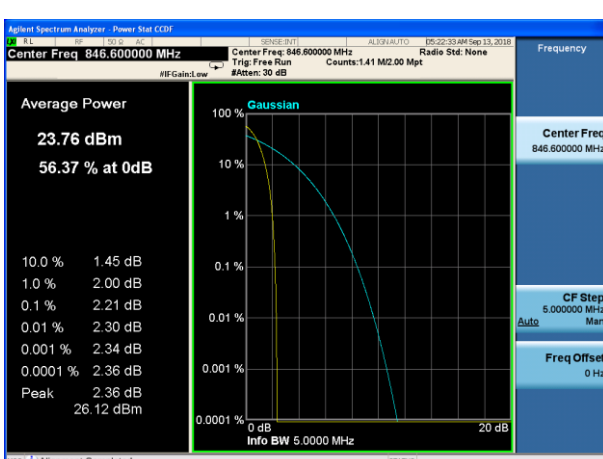 Agilent Spectrum Analyzer - Power Stat CCDF
RL RF 50 Ω AC SENSE:INT ALIGNAUTO 05:22:33 AM Sep 13, 2018
Center Freq 846.600000 MHz
Center Freq: 846.600000 MHz Radio Std: None
Trig: Free Run Counts:1.41 M/2.00 Mpt
#IFGain:Low #Atten: 30 dB
Frequency
Average Power
23.76 dBm
56.37 % at 0dB
10.0 % 1.45 dB
1.0 % 2.00 dB
0.1 % 2.21 dB
0.01 % 2.30 dB
0.001 % 2.34 dB
0.0001 % 2.36 dB
Peak 2.36 dB
26.12 dBm
Gaussian
100 %
10 %
1 %
0.1 %
0.01 %
0.001 %
0.0001 %
0 dB 20 dB
Info BW 5.0000 MHz
Center Freq
846.600000 MHz
CF Step
5.000000 MHz
Auto Man
Freq Offset
0 Hz